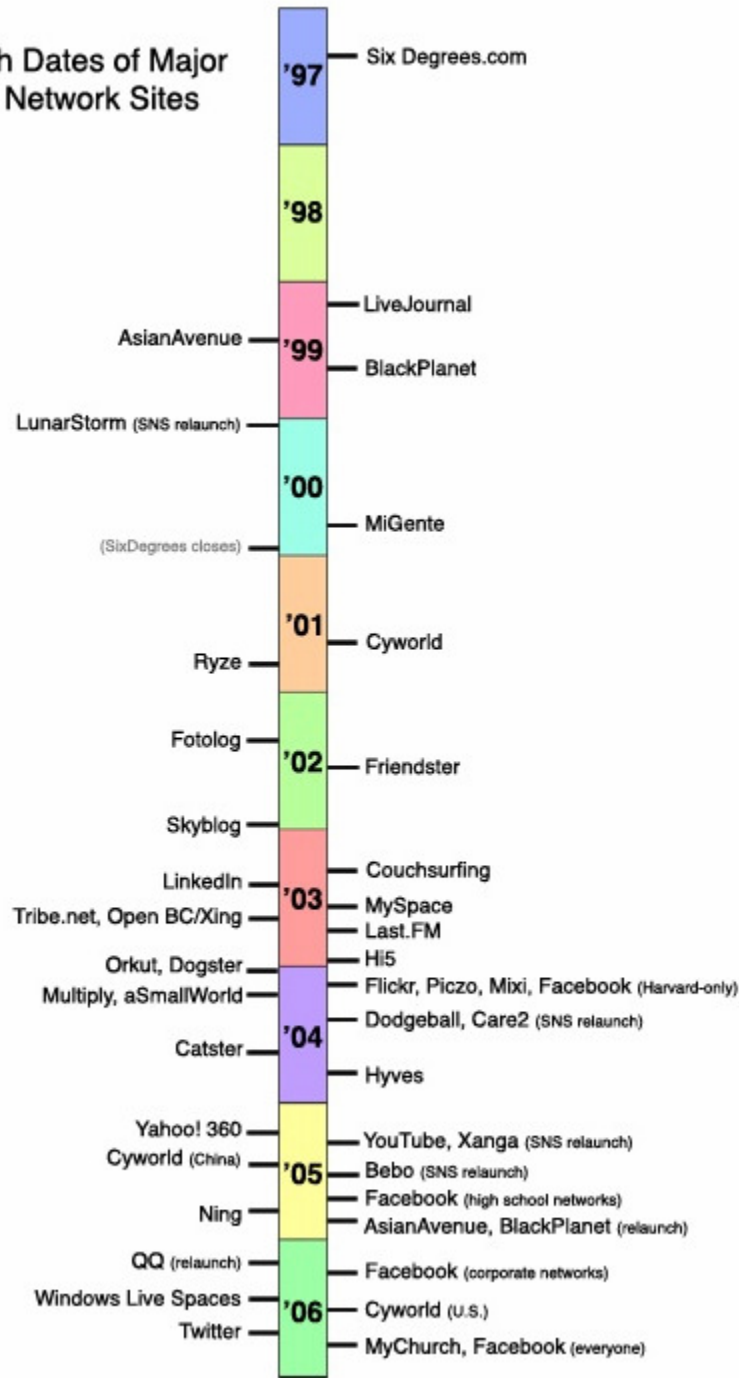 Dates of Major
Network Sites
'97
Six Degrees.com
'98
LiveJournal
AsianAvenue
'99
BlackPlanet
LunarStorm (SNS relaunch)
'00
MiGente
(SixDegrees closes)
'01
Cyworld
Ryze
Fotolog
'02
Friendster
Skyblog
Couchsurfing
LinkedIn
'03
MySpace
Tribe.net, Open BC/Xing
Last.FM
Hi5
Orkut, Dogster
Flickr, Piczo, Mixi, Facebook (Harvard-only)
Multiply, aSmallWorld
Dodgeball, Care2 (SNS relaunch)
'04
Catster
Hyves
Yahoo! 360
YouTube, Xanga (SNS relaunch)
Cyworld (China)
'05
Bebo (SNS relaunch)
Facebook (high school networks)
Ning
AsianAvenue, BlackPlanet (relaunch)
QQ (relaunch)
Facebook (corporate networks)
Windows Live Spaces
'06
Cyworld (U.S.)
Twitter
MyChurch, Facebook (everyone)